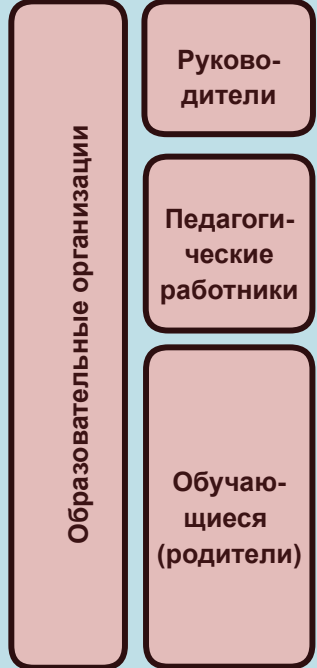 Образовательные организации
Руково-
дители
Педагоги-
ческие
работники
Обучаю-
щиеся
(родители)